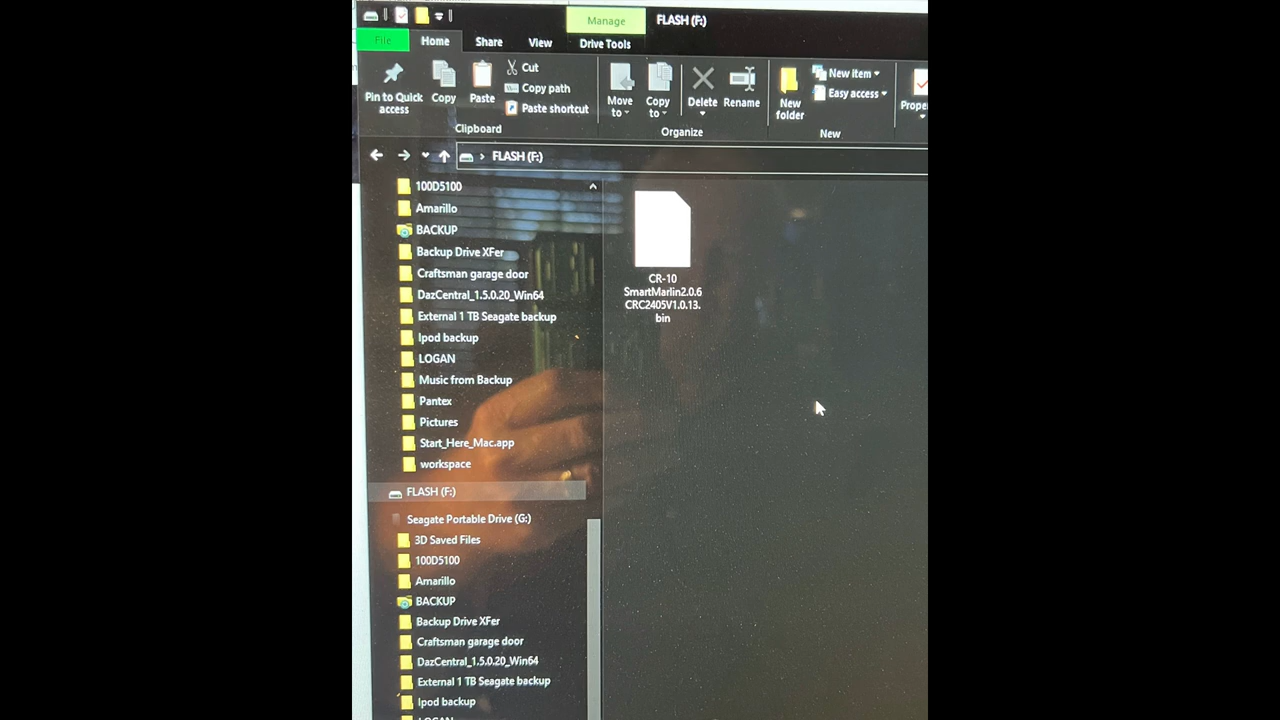 Manage
FLASH (F:)
File
Home
Share
View
Drive Tools
Pin to Quick
access
Copy
Paste
Cut
Copy path
Paste shortcut
Clipboard
Move
to
Copy
to
Delete
Rename
Organize
New
folder
New item
Easy access
New
FLASH (F:)
100D5100
Amarillo
BACKUP
Backup Drive XFer
Craftsman garage door
DazCentral_1.5.0.20_Win64
External 1 TB Seagate backup
Ipod backup
LOGAN
Music from Backup
Pantex
Pictures
Start_Here_Mac.app
workspace
FLASH (F:)
Seagate Portable Drive (G:)
3D Saved Files
100D5100
Amarillo
BACKUP
Backup Drive XFer
Craftsman garage door
DazCentral_1.5.0.20_Win64
External 1 TB Seagate backup
Ipod backup
LOGAN
CR-10
SmartMarlin2.0.6
CRC2405V1.0.13.
bin